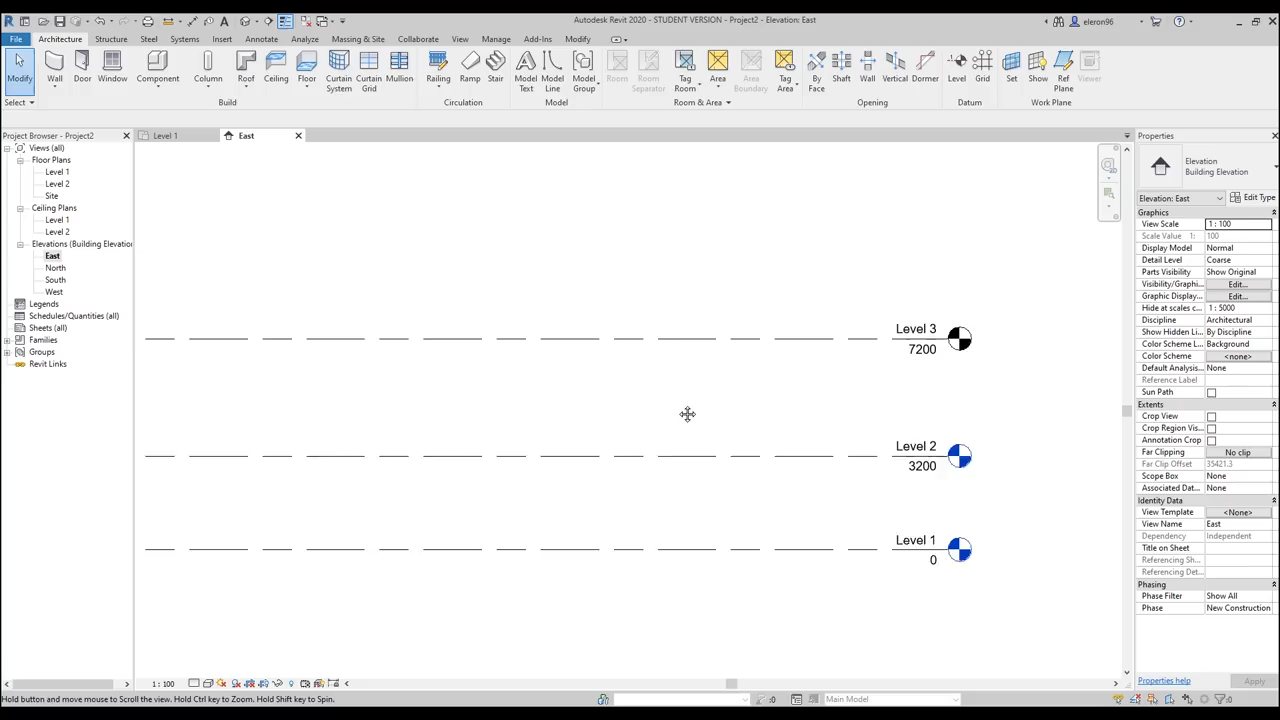 Autodesk Revit 2020 - STUDENT VERSION - Project2 - Elevation: East
eleron96
File Architecture Structure Steel Systems Insert Annotate Analyze Massing & Site Collaborate View Manage Add-Ins Modify
Modify Wall Door Window Component Column Roof Ceiling Floor Curtain System Curtain Grid Mullion Railing Ramp Stair Model Text Model Line Model Group Room Room Separator Tag Room Area Area Boundary Tag Area By Face Shaft Wall Vertical Dormer Level Grid Set Show Ref Plane Viewer
Select Build Circulation Model Room & Area Opening Datum Work Plane
Project Browser - Project2
Level 1
East
Properties
Views (all)
Floor Plans
Level 1
Level 2
Site
Ceiling Plans
Level 1
Level 2
Elevations (Building Elevation
East
North
South
West
Legends
Schedules/Quantities (all)
Sheets (all)
Families
Groups
Revit Links
Level 3
7200
Level 2
3200
Level 1
0
Elevation
Building Elevation
Elevation: East
Edit Type
Graphics
View Scale 1 : 100
Scale Value 1: 100
Display Model Normal
Detail Level Coarse
Parts Visibility Show Original
Visibility/Graphi... Edit...
Graphic Display... Edit...
Hide at scales c... 1 : 5000
Discipline Architectural
Show Hidden Li... By Discipline
Color Scheme L... Background
Color Scheme <none>
Default Analysis... None
Reference Label
Sun Path
Extents
Crop View
Crop Region Vis...
Annotation Crop
Far Clipping No clip
Far Clip Offset 35421.3
Scope Box None
Associated Dat... None
Identity Data
View Template <None>
View Name East
Dependency Independent
Title on Sheet
Referencing Sh...
Referencing Det...
Phasing
Phase Filter Show All
Phase New Construction
Properties help
Apply
1 : 100
Hold button and move mouse to Scroll the view. Hold Ctrl key to Zoom. Hold Shift key to Spin.
:0
Main Model
:0